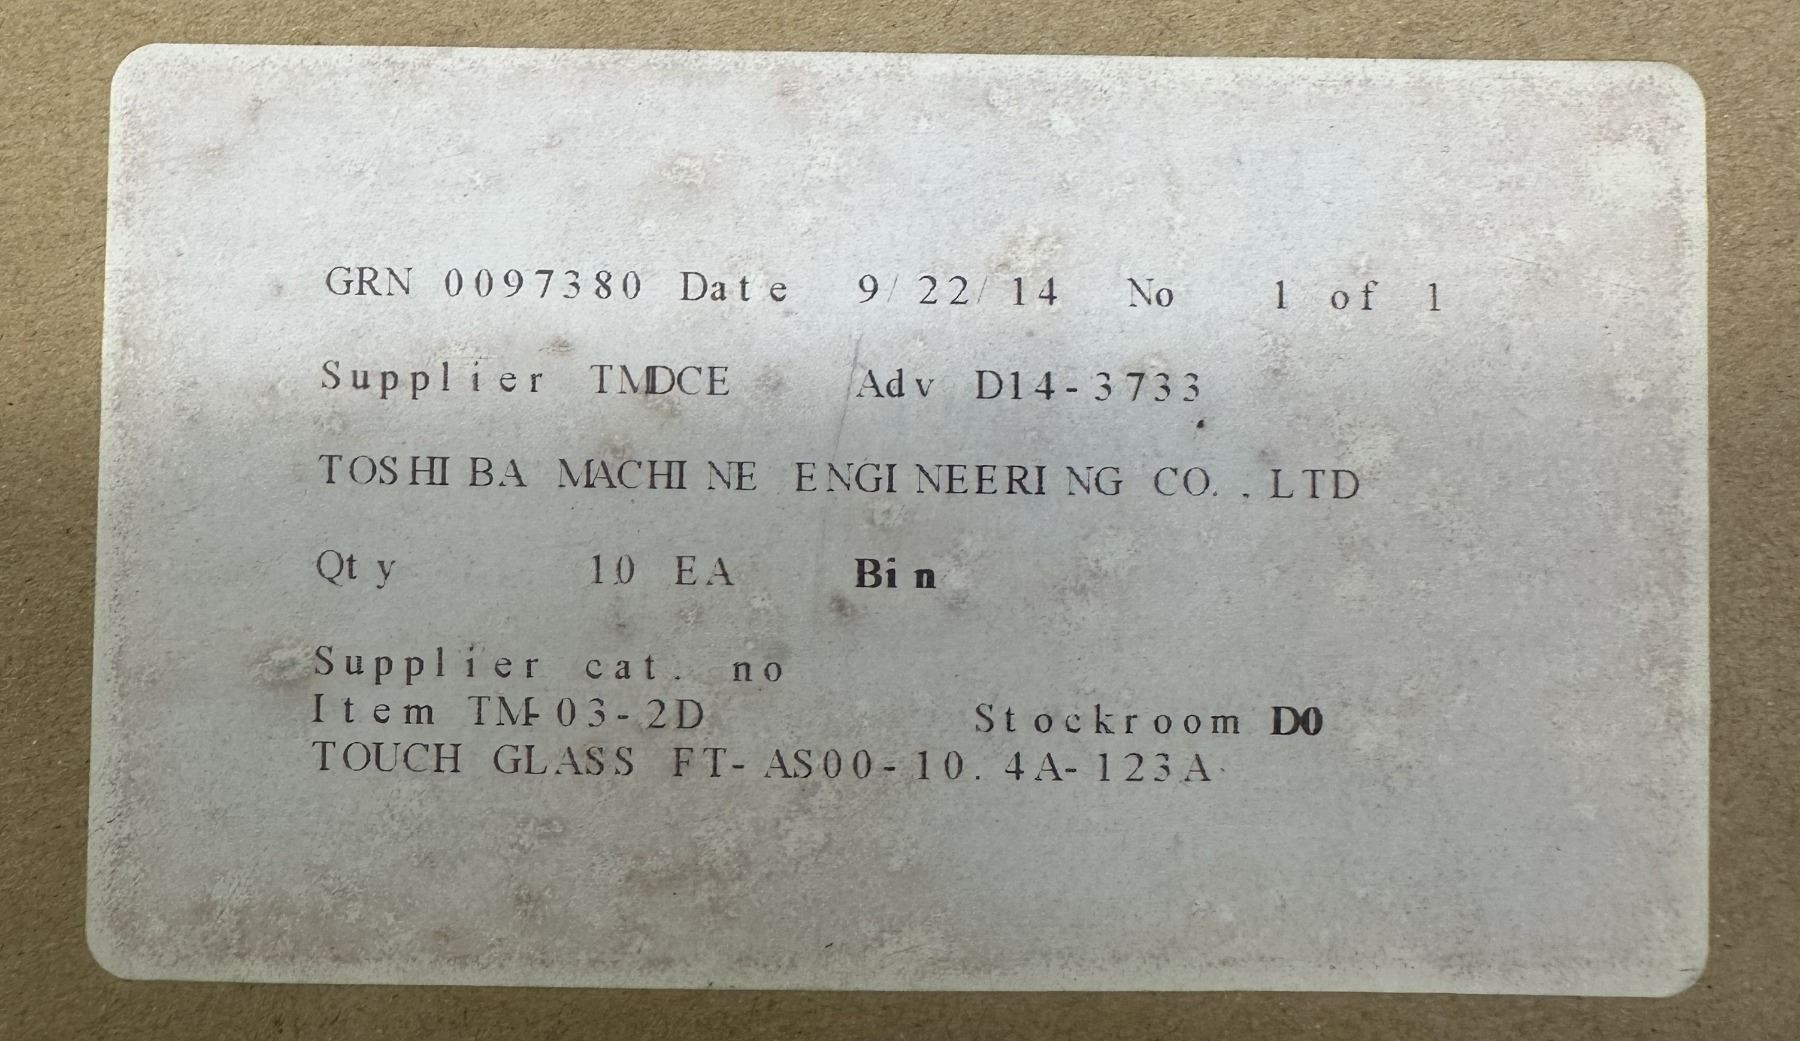 GRN 0097380 Date 9/22/14 No 1 of 1
Supplier TMDCE Adv D14-3733
TOSHIBA MACHINE ENGINEERING CO.,LTD
Qty 10 EA Bin
Supplier cat. no
Item TM-03-2D Stockroom D0
TOUCH GLASS FT-AS00-10.4A-123A